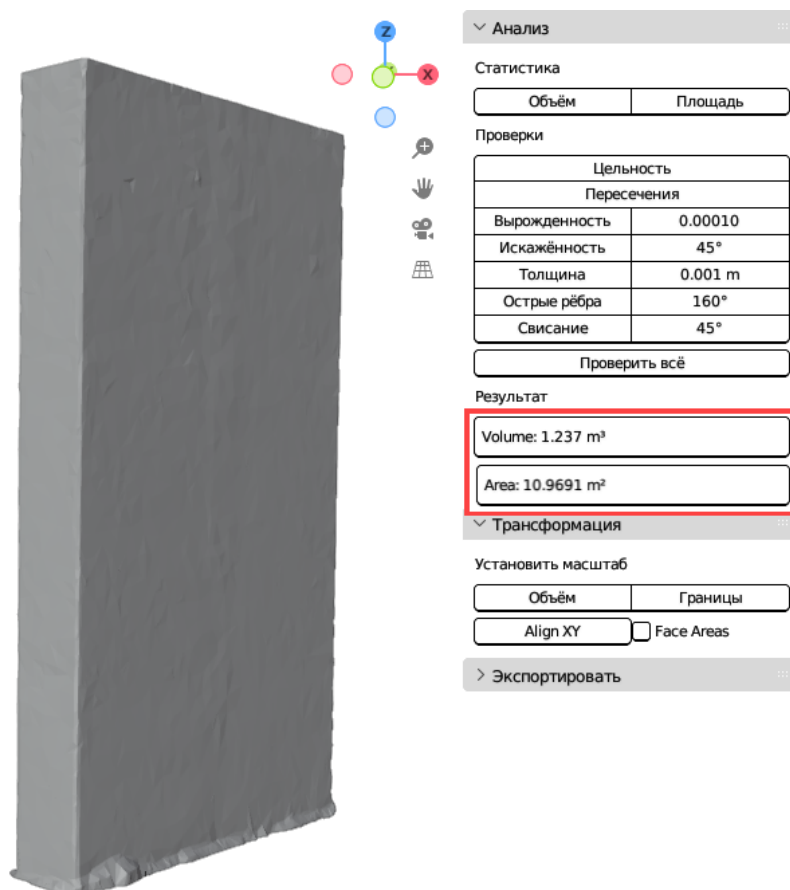 Z
X
Анализ
Статистика
Объём Площадь
Проверки
Цельность
Пересечения
Вырожденность 0.00010
Искажённость 45°
Толщина 0.001 m
Острые рёбра 160°
Свисание 45°
Проверить всё
Результат
Volume: 1.237 m³
Area: 10.9691 m²
Трансформация
Установить масштаб
Объём Границы
Align XY Face Areas
Экспортировать